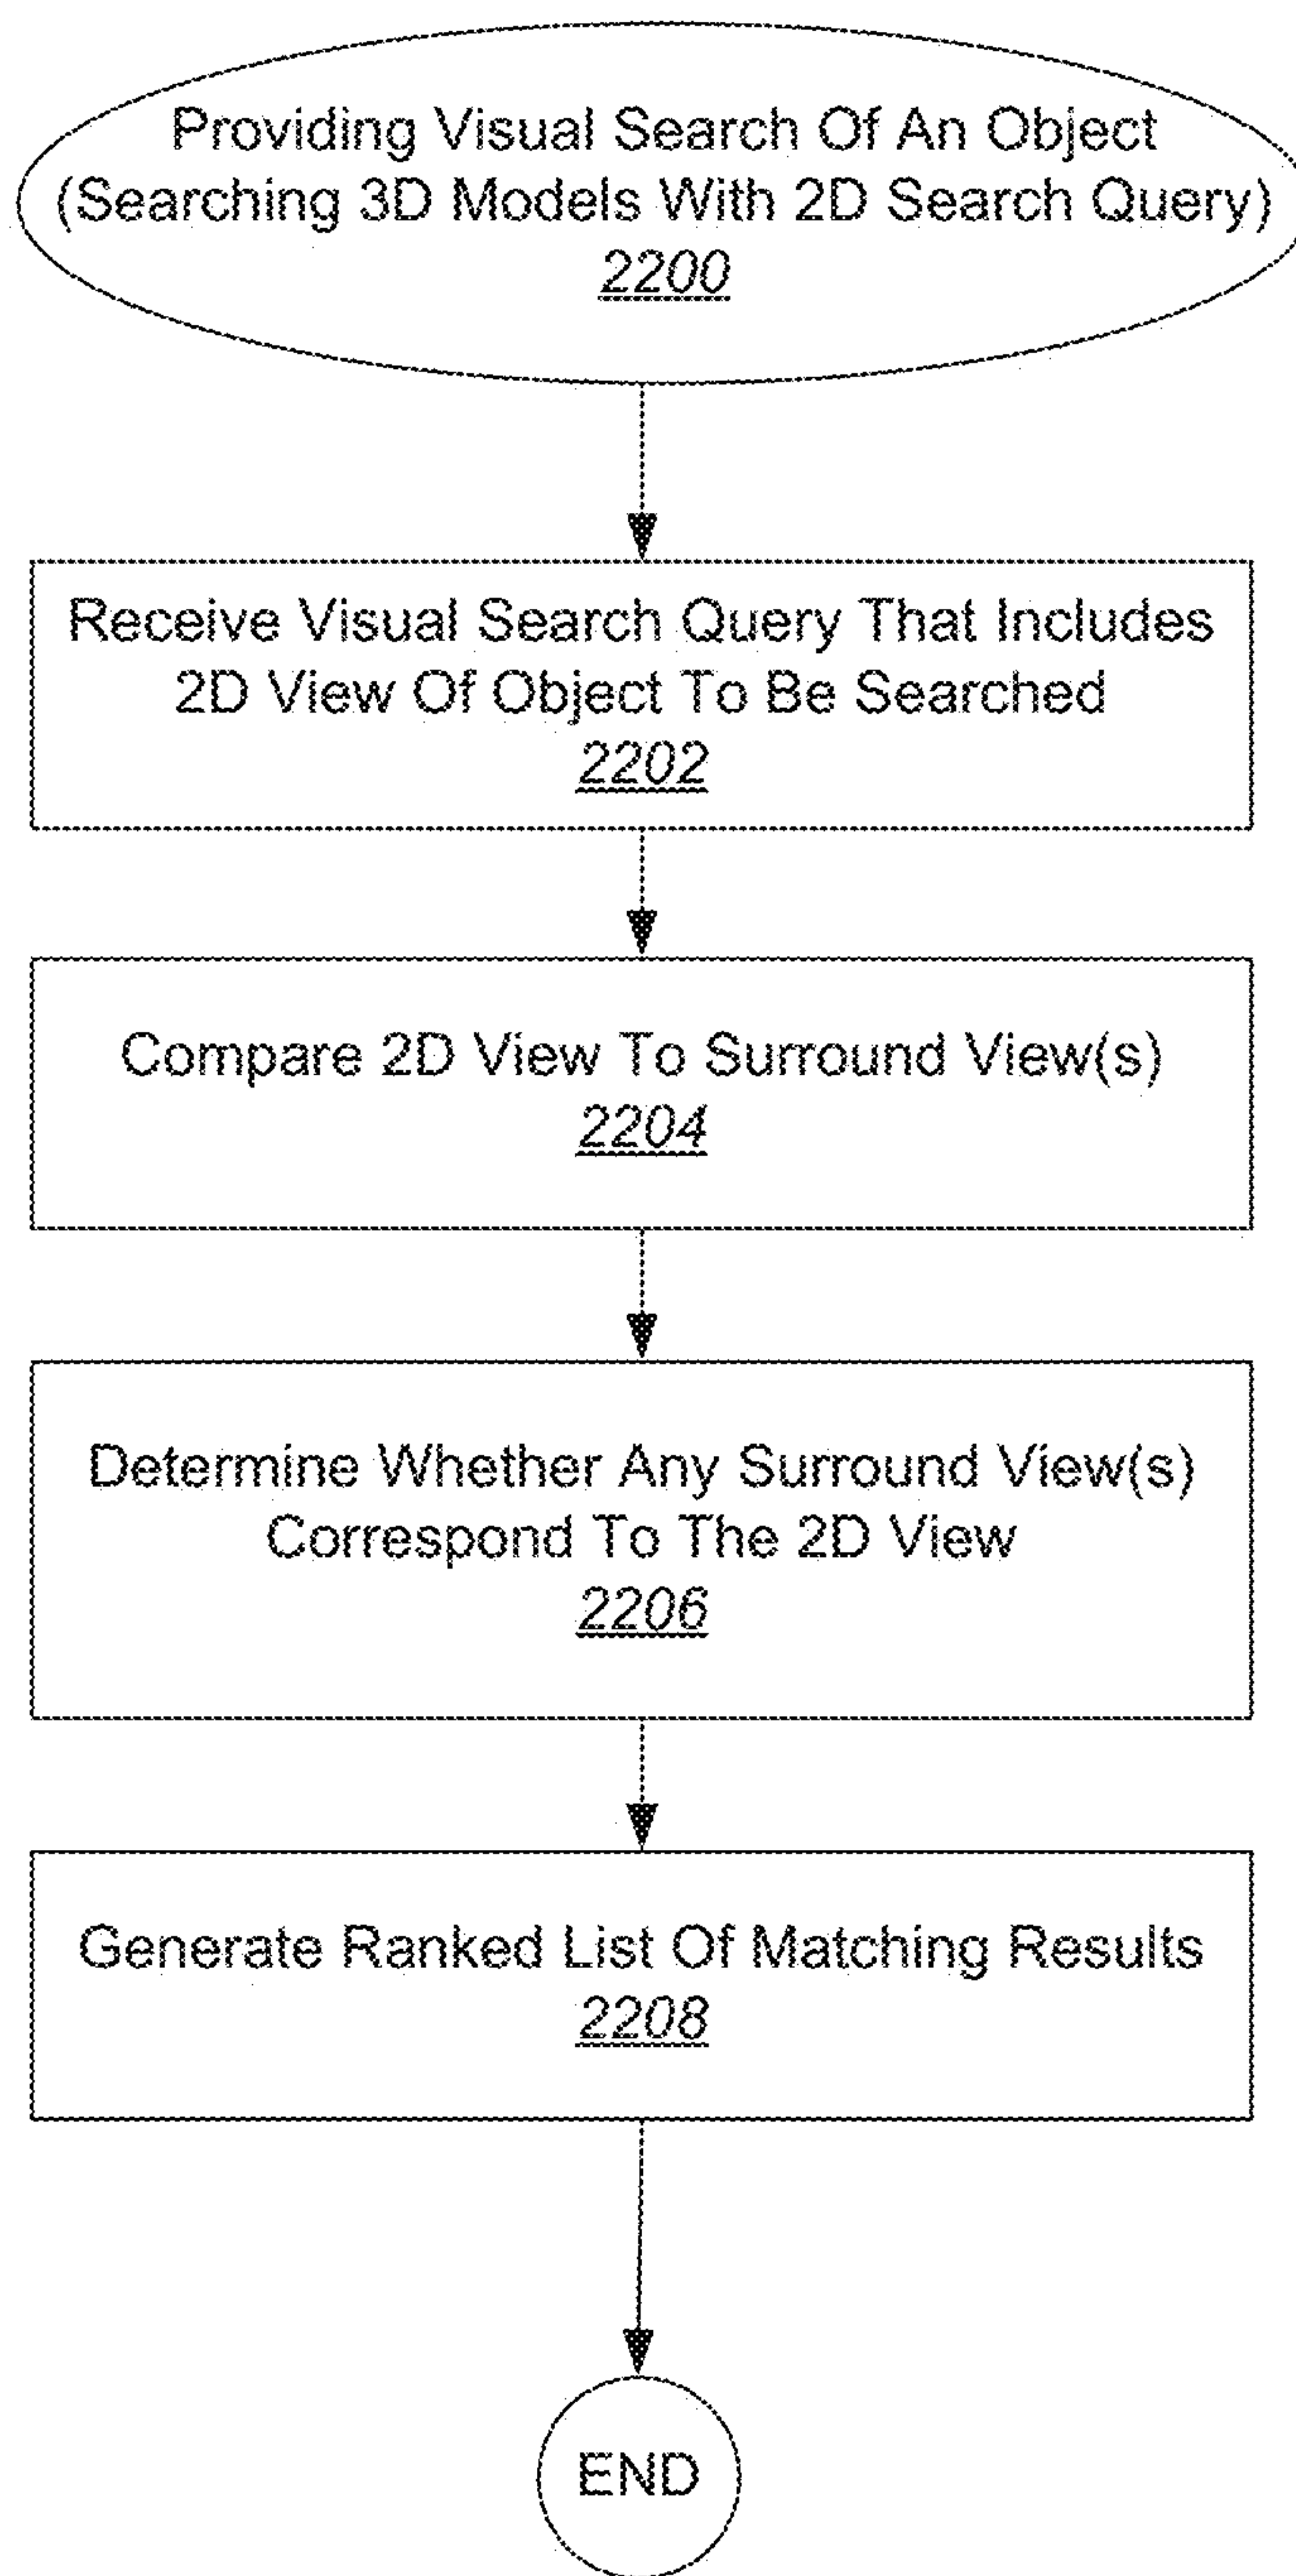 Providing Visual Search Of An Object
(Searching 3D Models With 2D Search Query)
2200
Receive Visual Search Query That Includes
2D View Of Object To Be Searched
2202
Compare 2D View To Surround View(s)
2204
Determine Whether Any Surround View(s)
Correspond To The 2D View
2206
Generate Ranked List Of Matching Results
2208
END